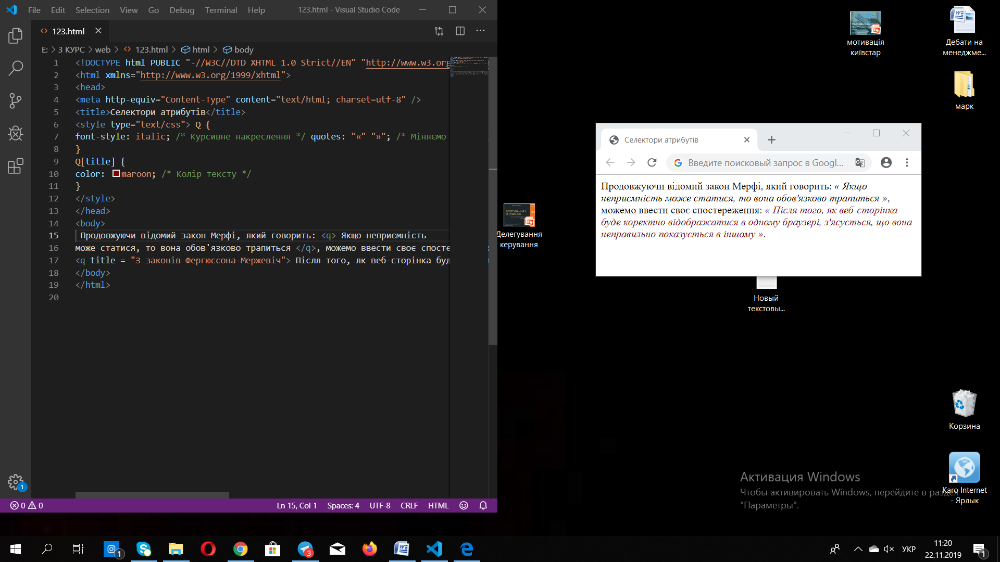 File Edit Selection View Go Debug Terminal Help 123.html - Visual Studio Code
123.html
E: > 3 КУРС > web > 123.html > html > body
1 <!DOCTYPE html PUBLIC "-//W3C//DTD XHTML 1.0 Strict//EN" "http://www.w3.org
2 <html xmlns="http://www.w3.org/1999/xhtml">
3 <head>
4 <meta http-equiv="Content-Type" content="text/html; charset=utf-8" />
5 <title>Селектори атрибутів</title>
6 <style type="text/css"> Q {
7 font-style: italic; /* Курсивне накреслення */ quotes: "«" "»"; /* Міняємо
8 }
9 Q[title] {
10 color: maroon; /* Колір тексту */
11 }
12 </style>
13 </head>
14 <body>
15 Продовжуючи відомий закон Мерфі, який говорить: <q> Якщо неприємність
16 може статися, то вона обов'язково трапиться </q>, можемо ввести своє спосте
17 <q title = "З законів Фергюссона-Мержевіч"> Після того, як веб-сторінка буд
18 </body>
19 </html>
20
0 0 Ln 15, Col 1 Spaces: 4 UTF-8 CRLF HTML
мотивація
київстар
Дебати на
менеджме...
марк
Селектори атрибутів
Введите поисковый запрос в Googl...
Продовжуючи відомий закон Мерфі, який говорить: « Якщо
неприємність може статися, то вона обов'язково трапиться »,
можемо ввести своє спостереження: « Після того, як веб-сторінка
буде коректно відображатися в одному браузері, з'ясується, що вона
неправильно показується в іншому ».
ДЕЛЕГУВАННЯ І
КЕРУВАННЯ
Делегування
керування
Новый
текстовы...
Корзина
Karo Internet
- Ярлык
Активация Windows
Чтобы активировать Windows, перейдите в раздел
"Параметры".
1
1
3
УКР
11:20
22.11.2019
1